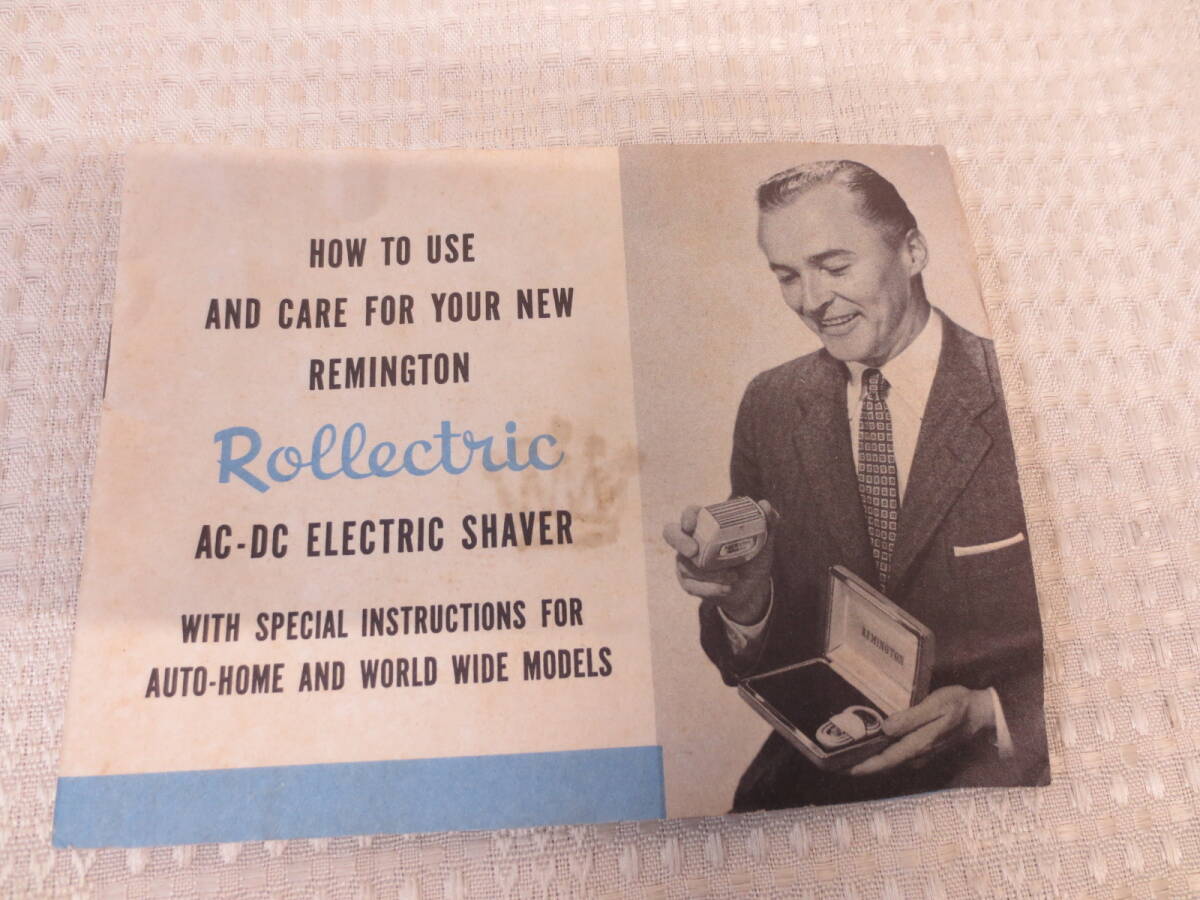 HOW TO USE
AND CARE FOR YOUR NEW
REMINGTON
Rollectric
AC-DC ELECTRIC SHAVER
WITH SPECIAL INSTRUCTIONS FOR
AUTO-HOME AND WORLD WIDE MODELS
REMINGTON